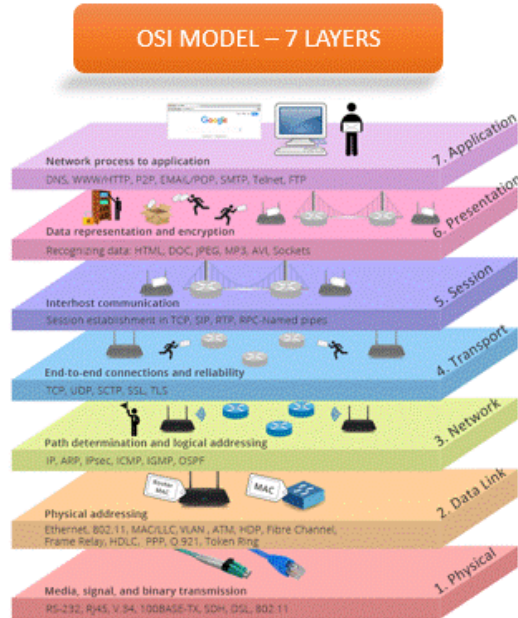 OSI MODEL – 7 LAYERS
Google
7. Application
Network process to application
DNS, WWW/HTTP, P2P, EMAIL/POP, SMTP, Telnet, FTP
6. Presentation
Data representation and encryption
Recognizing data: HTML, DOC, JPEG, MP3, AVI, Sockets
5. Session
Interhost communication
Session establishment in TCP, SIP, RTP, RPC-Named pipes
4. Transport
End-to-end connections and reliability
TCP, UDP, SCTP, SSL, TLS
3. Network
Path determination and logical addressing
IP, ARP, IPsec, ICMP, IGMP, OSPF
2. Data Link
Router
MAC
MAC
Physical addressing
Ethernet, 802.11, MAC/LLC, VLAN , ATM, HDP, Fibre Channel,
Frame Relay, HDLC, PPP, Q.921, Token Ring
1. Physical
Media, signal, and binary transmission
RS-232, RJ45, V.34, 100BASE-TX, SDH, DSL, 802.11